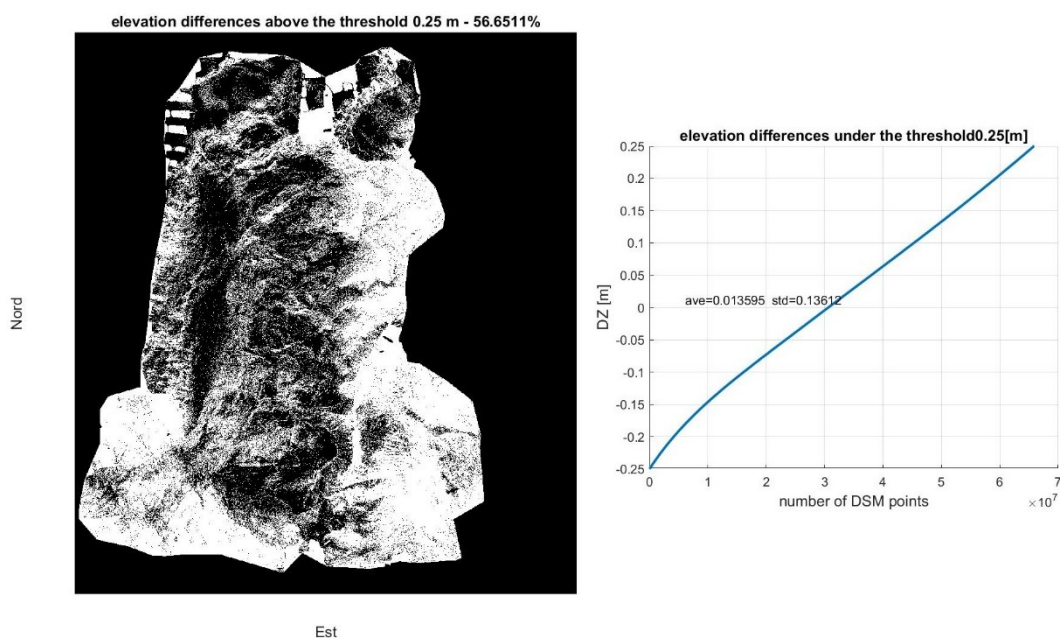 elevation differences above the threshold 0.25 m - 56.6511%
Nord
Est
elevation differences under the threshold0.25[m]
DZ [m]
0.25
0.2
0.15
0.1
0.05
0
-0.05
-0.1
-0.15
-0.2
-0.25
ave=0.013595 std=0.13612
0 1 2 3 4 5 6 7
number of DSM points
×10⁷